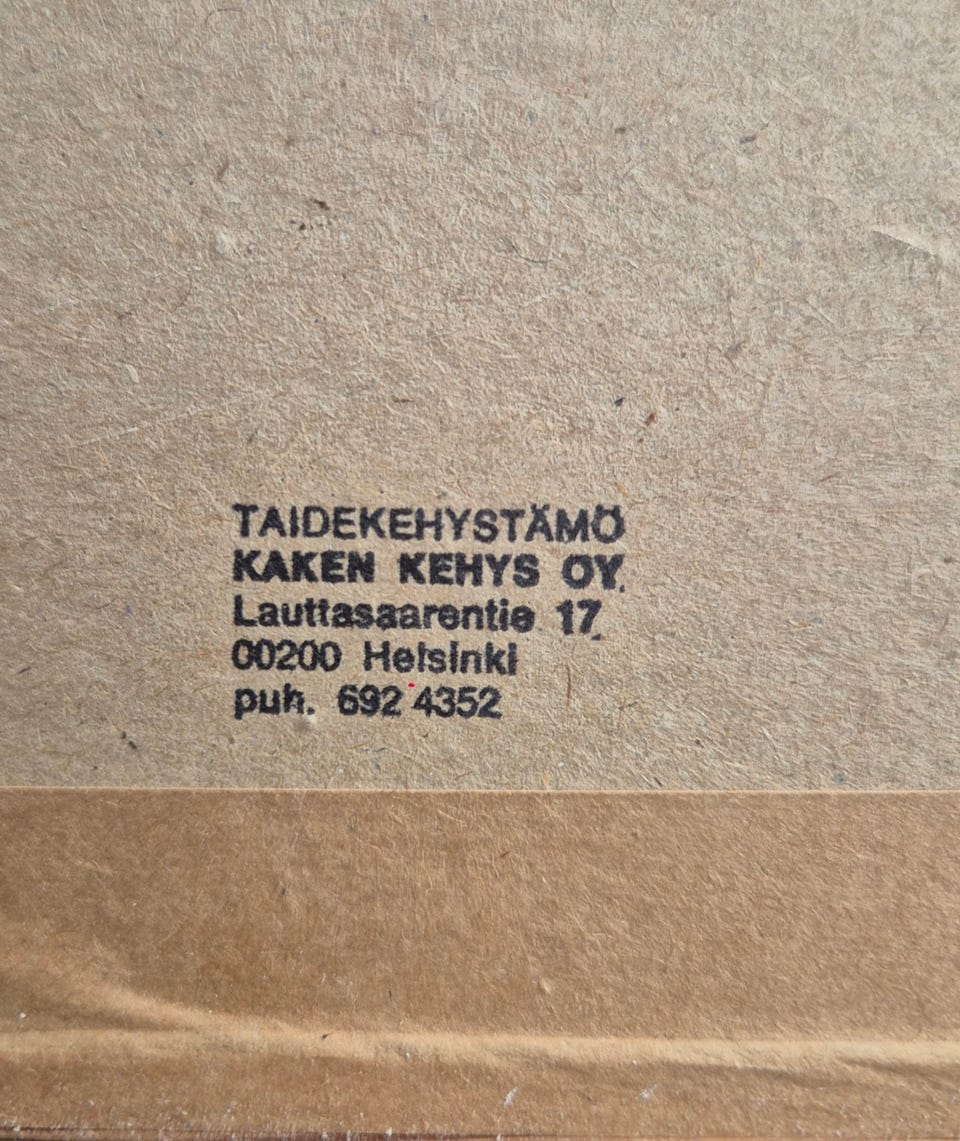 TAIDEKEHYSTÄMÖ
KAKEN KEHYS OY.
Lauttasaarentie 17
00200 Helsinki
puh. 692 4352